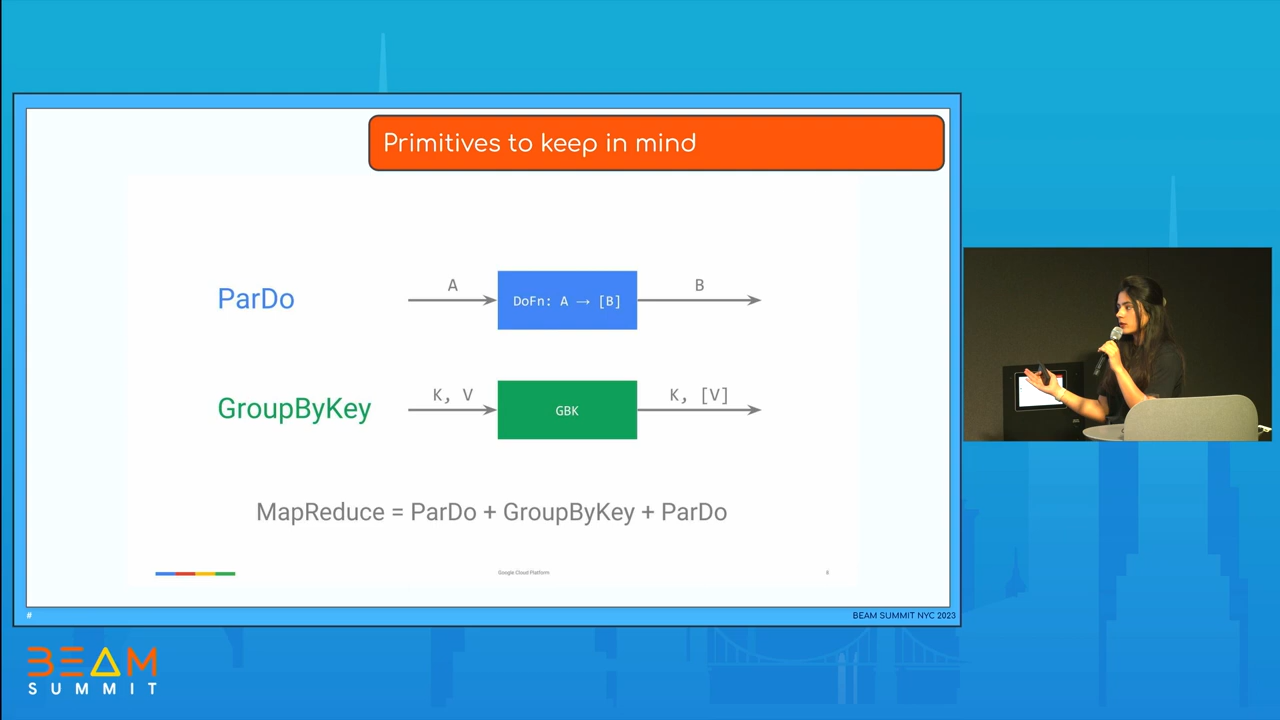 Primitives to keep in mind
ParDo
A
DoFn: A → [B]
B
GroupByKey
K, V
GBK
K, [V]
MapReduce = ParDo + GroupByKey + ParDo
Google Cloud Platform
#
BEAM SUMMIT NYC 2023
BEAM
SUMMIT